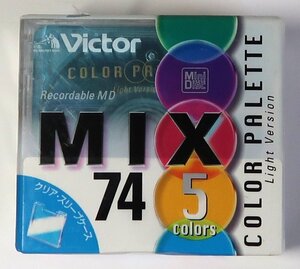 Victor
COLOR PALETTE
Light Version
Recordable MD
Mini Disc
MIX
74
5
colors
クリア・スリーブケース
COLOR PALETTE
Light Version